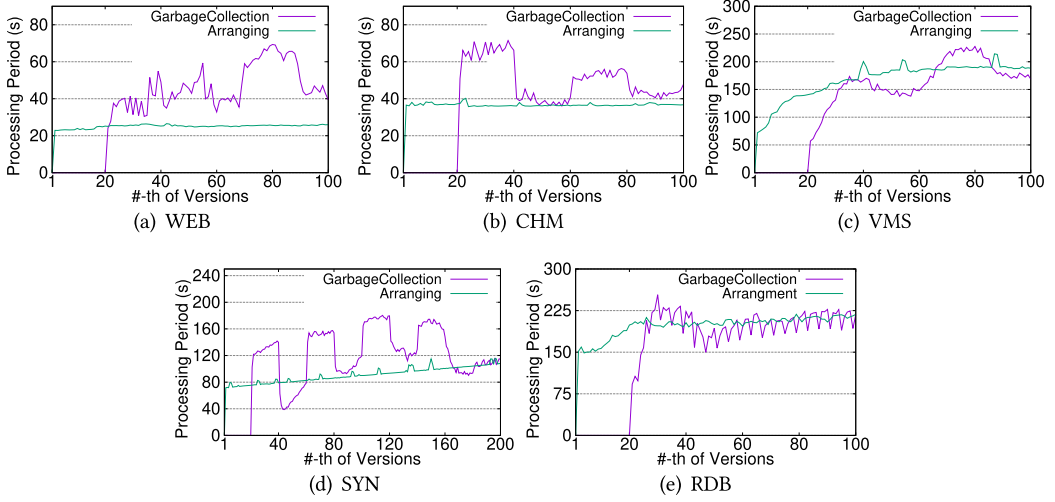 GarbageCollection
Arranging
Processing Period (s)
80
60
40
20
0
1 20 40 60 80 100
#-th of Versions
(a) WEB
GarbageCollection
Arranging
Processing Period (s)
80
60
40
20
0
1 20 40 60 80 100
#-th of Versions
(b) CHM
GarbageCollection
Arranging
Processing Period (s)
300
250
200
150
100
50
0
1 20 40 60 80 100
#-th of Versions
(c) VMS
GarbageCollection
Arranging
Processing Period (s)
240
200
160
120
80
40
0
1 40 80 120 160 200
#-th of Versions
(d) SYN
GarbageCollection
Arrangment
Processing Period (s)
300
225
150
75
0
1 20 40 60 80 100
#-th of Versions
(e) RDB